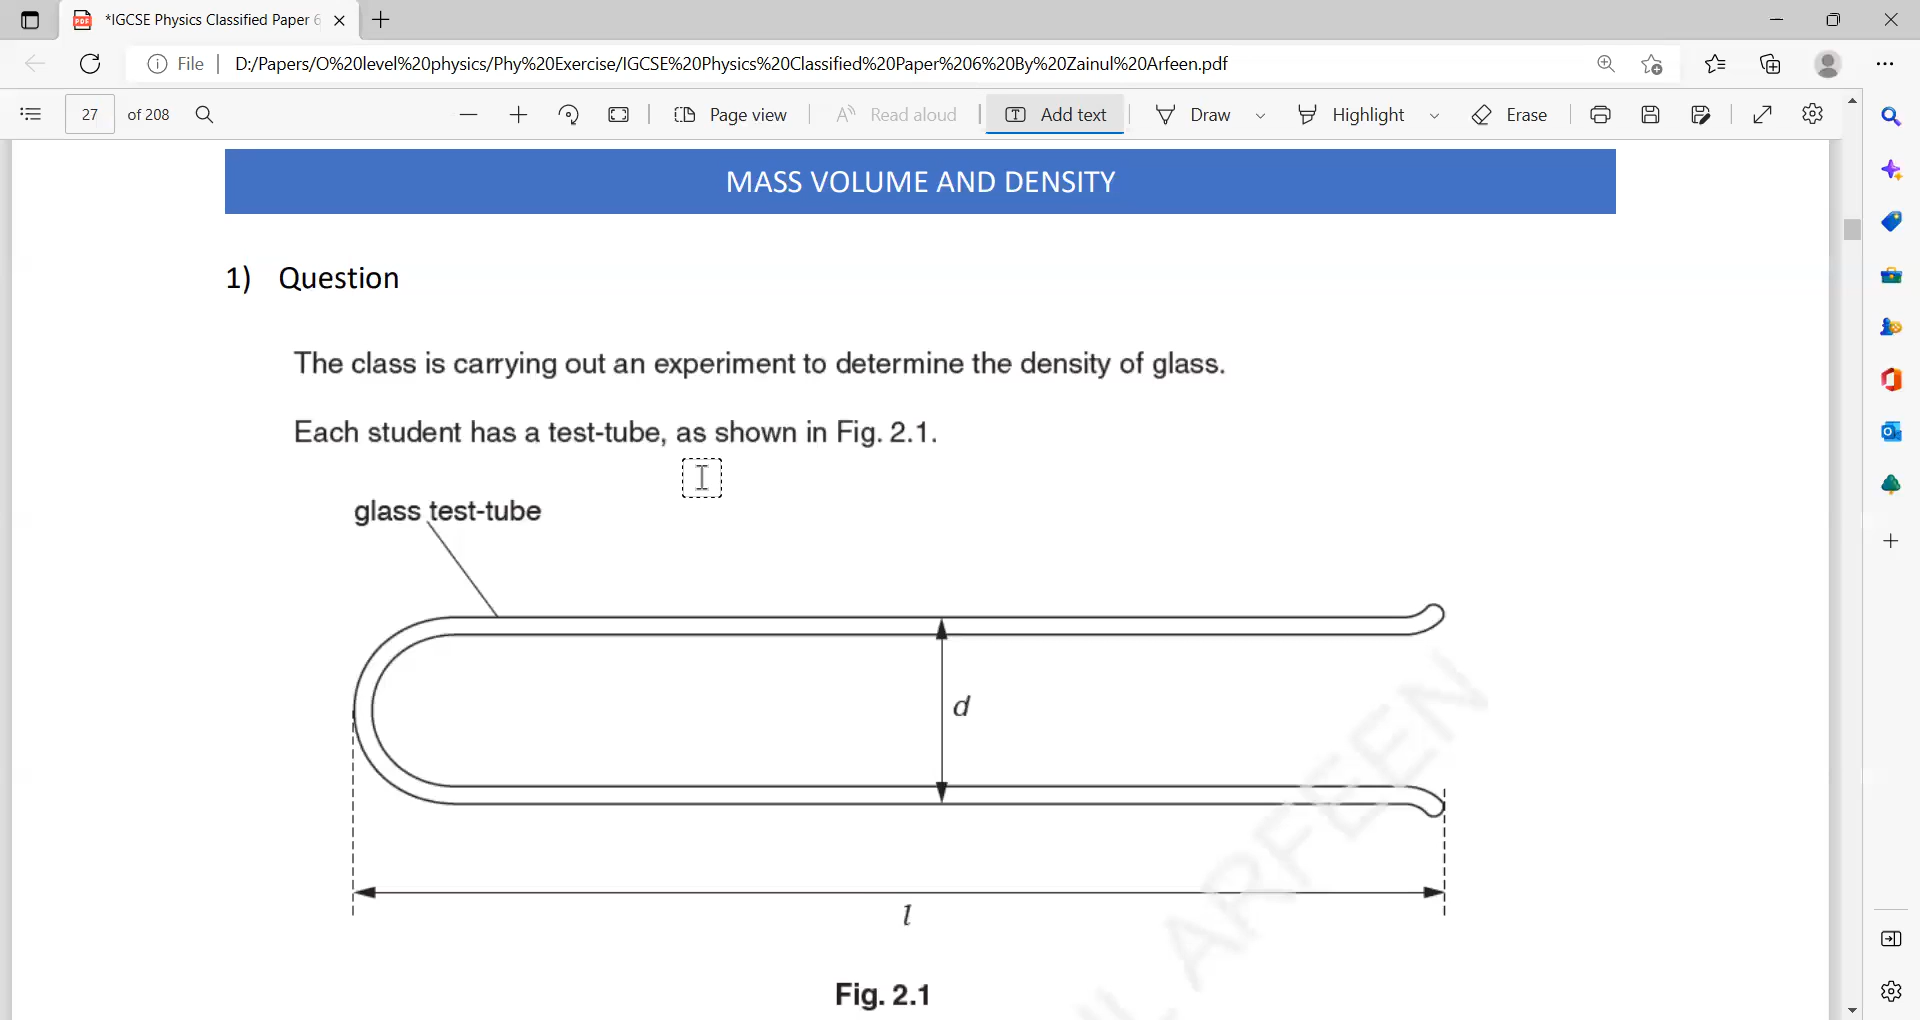 *IGCSE Physics Classified Paper 6
File
D:/Papers/O%20level%20physics/Phy%20Exercise/IGCSE%20Physics%20Classified%20Paper%206%20By%20Zainul%20Arfeen.pdf
27 of 208
Page view
Read aloud
Add text
Draw
Highlight
Erase
MASS VOLUME AND DENSITY
1) Question
The class is carrying out an experiment to determine the density of glass.
Each student has a test-tube, as shown in Fig. 2.1.
glass test-tube
d
l
Fig. 2.1
IL ARFEEN